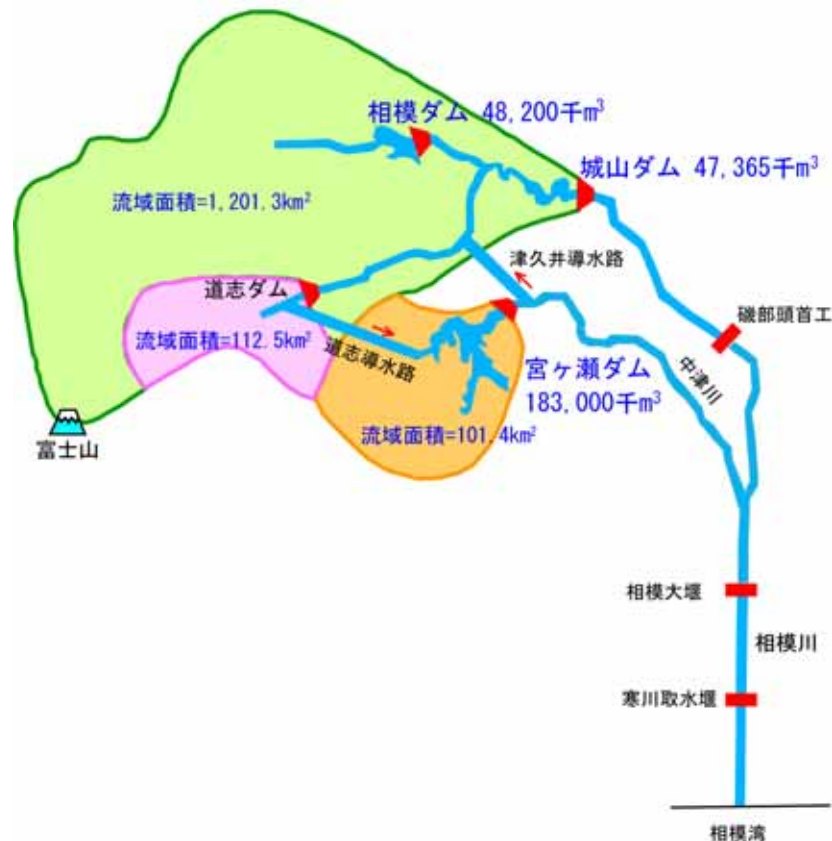 相模ダム 48,200千m³
城山ダム 47,365千m³
流域面積=1,201.3km²
津久井導水路
道志ダム
磯部頭首工
流域面積=112.5km²
道志導水路
中津川
宮ヶ瀬ダム
183,000千m³
流域面積=101.4km²
富士山
相模大堰
相模川
寒川取水堰
相模湾